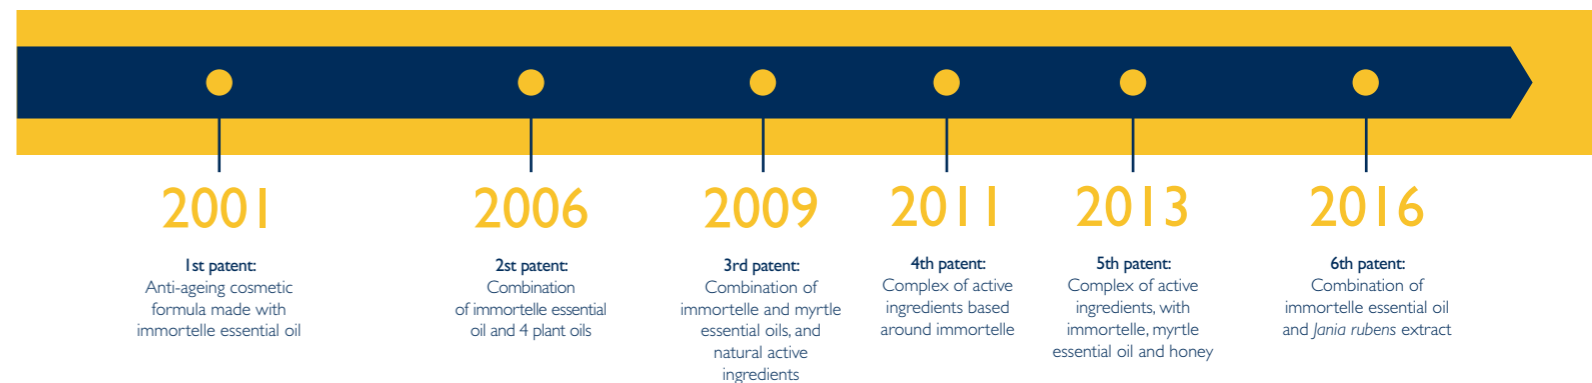 2001
1st patent:
Anti-ageing cosmetic
formula made with
immortelle essential oil
2006
2st patent:
Combination
of immortelle essential
oil and 4 plant oils
2009
3rd patent:
Combination of
immortelle and myrtle
essential oils, and
natural active
ingredients
2011
4th patent:
Complex of active
ingredients based
around immortelle
2013
5th patent:
Complex of active
ingredients, with
immortelle, myrtle
essential oil and honey
2016
6th patent:
Combination of
immortelle essential oil
and Jania rubens extract